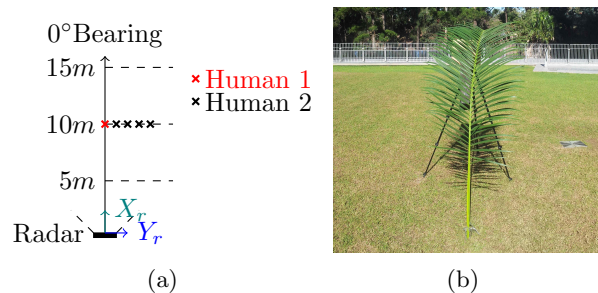 0°Bearing
15m
Human 1
Human 2
10m
5m
X_r
Radar
Y_r
(a)
(b)